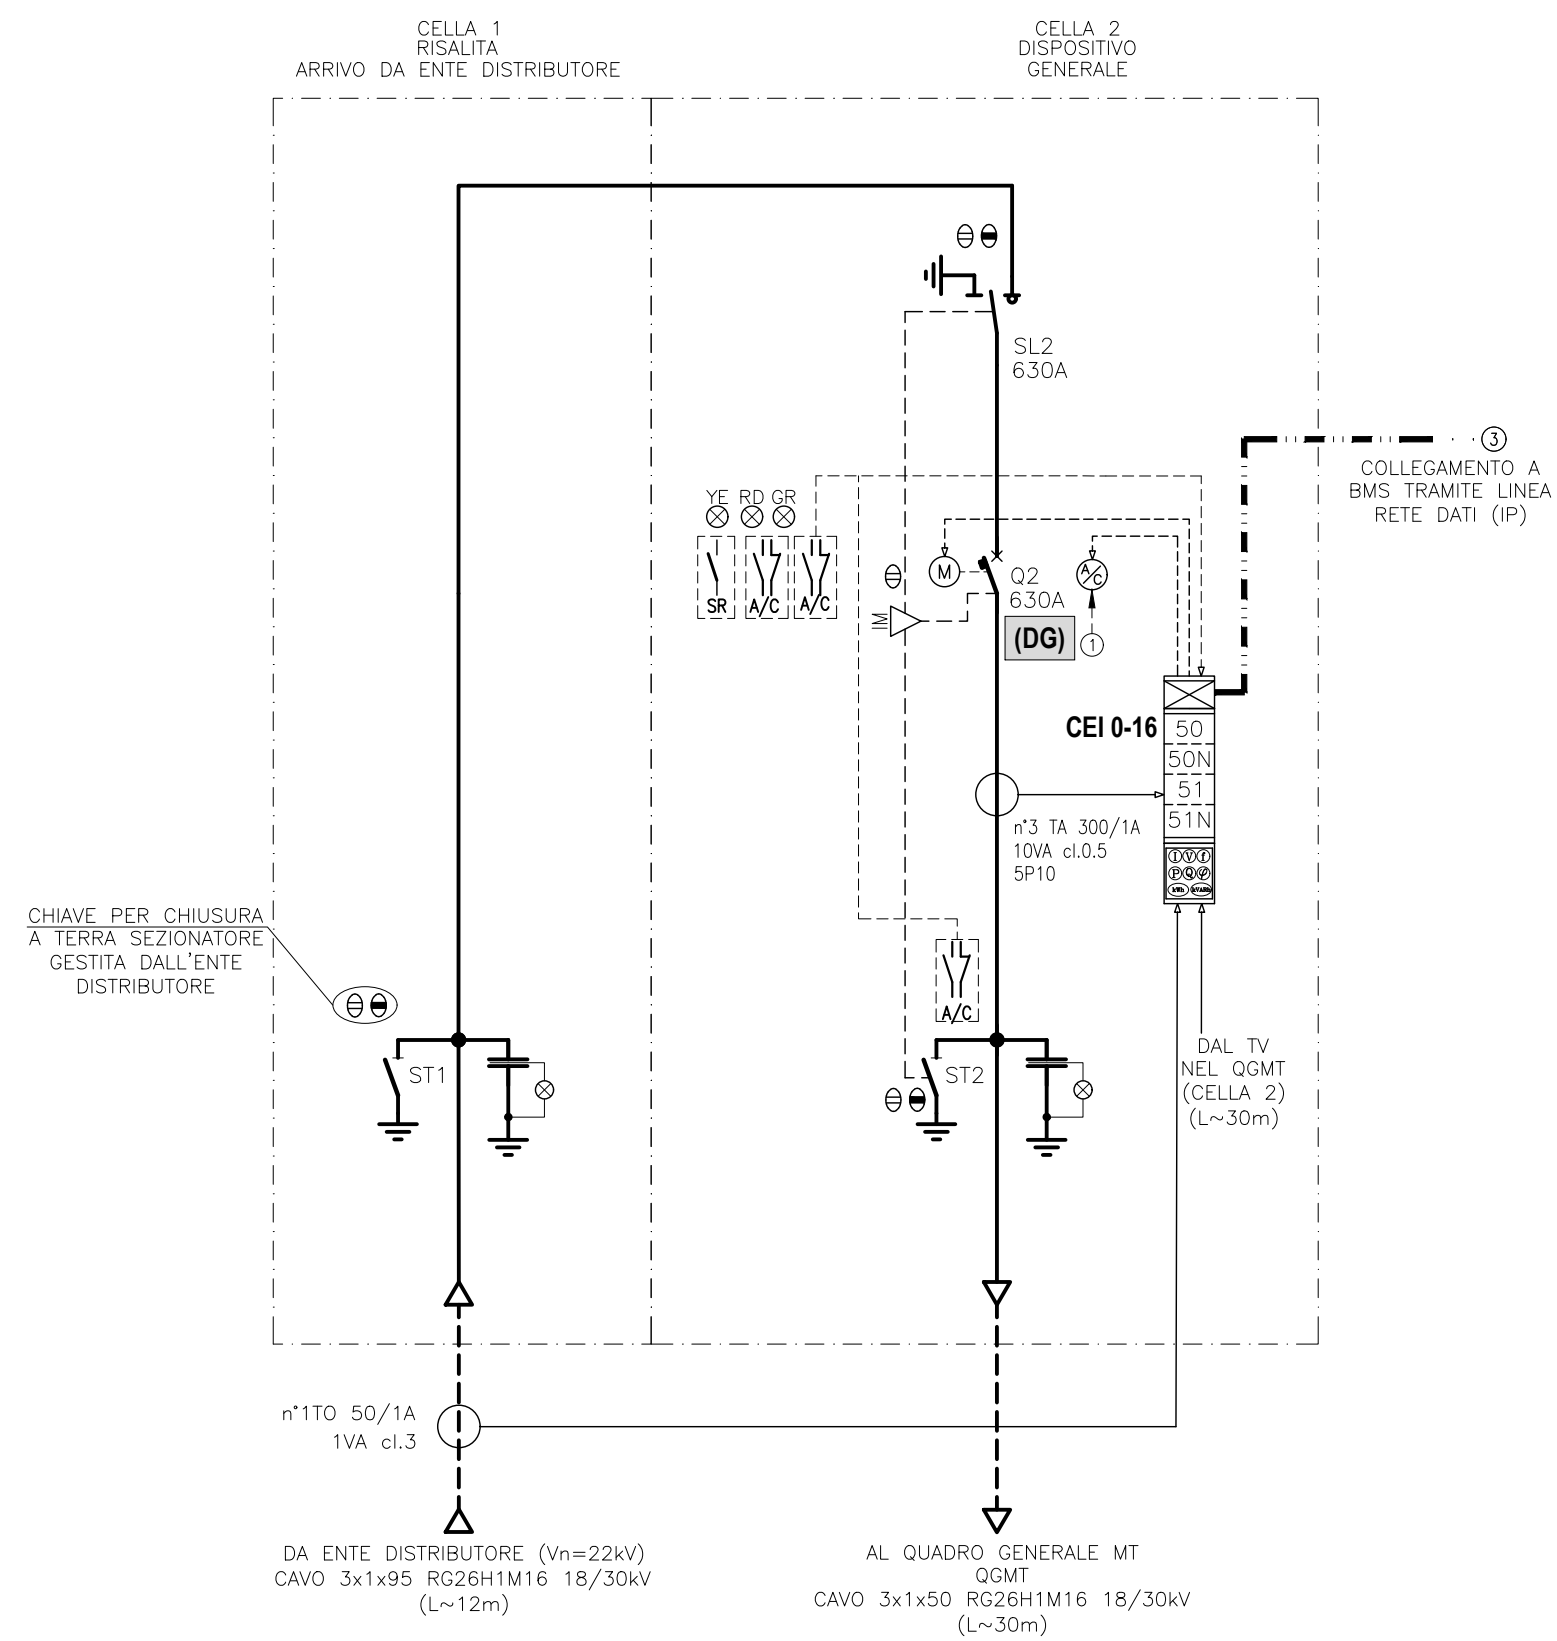 CELLA 1
RISALITA
ARRIVO DA ENTE DISTRIBUTORE
CELLA 2
DISPOSITIVO
GENERALE
SL2
630A
3
COLLEGAMENTO A
BMS TRAMITE LINEA
RETE DATI (IP)
YE RD GR
SR
A/C
A/C
M
A/C
Q2
630A
(DG)
1
CEI 0-16
50
50N
51
51N
n°3 TA 300/1A
10VA cl.0.5
5P10
I V f
P Q φ
kWh kVARh
CHIAVE PER CHIUSURA
A TERRA SEZIONATORE
GESTITA DALL'ENTE
DISTRIBUTORE
A/C
ST1
ST2
DAL TV
NEL QGMT
(CELLA 2)
(L~30m)
n°1TO 50/1A
1VA cl.3
DA ENTE DISTRIBUTORE (Vn=22kV)
CAVO 3x1x95 RG26H1M16 18/30kV
(L~12m)
AL QUADRO GENERALE MT
QGMT
CAVO 3x1x50 RG26H1M16 18/30kV
(L~30m)